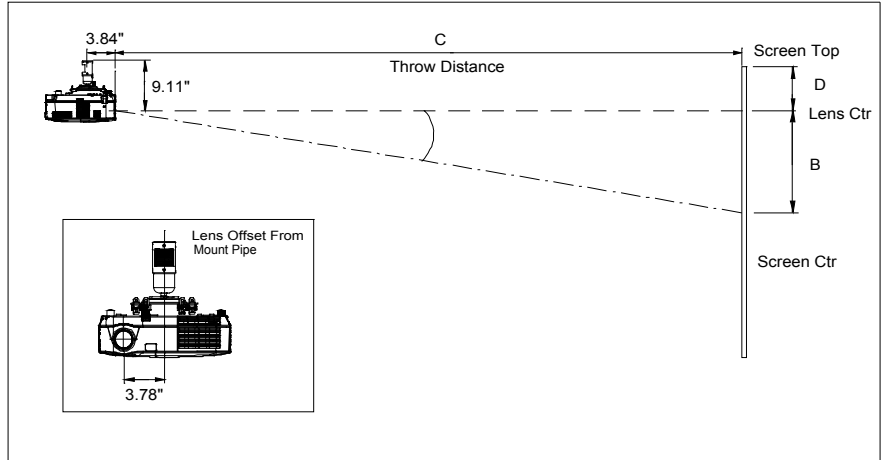 3.84"
C
Throw Distance
Screen Top
9.11"
D
Lens Ctr
B
Lens Offset From
Mount Pipe
Screen Ctr
3.78"